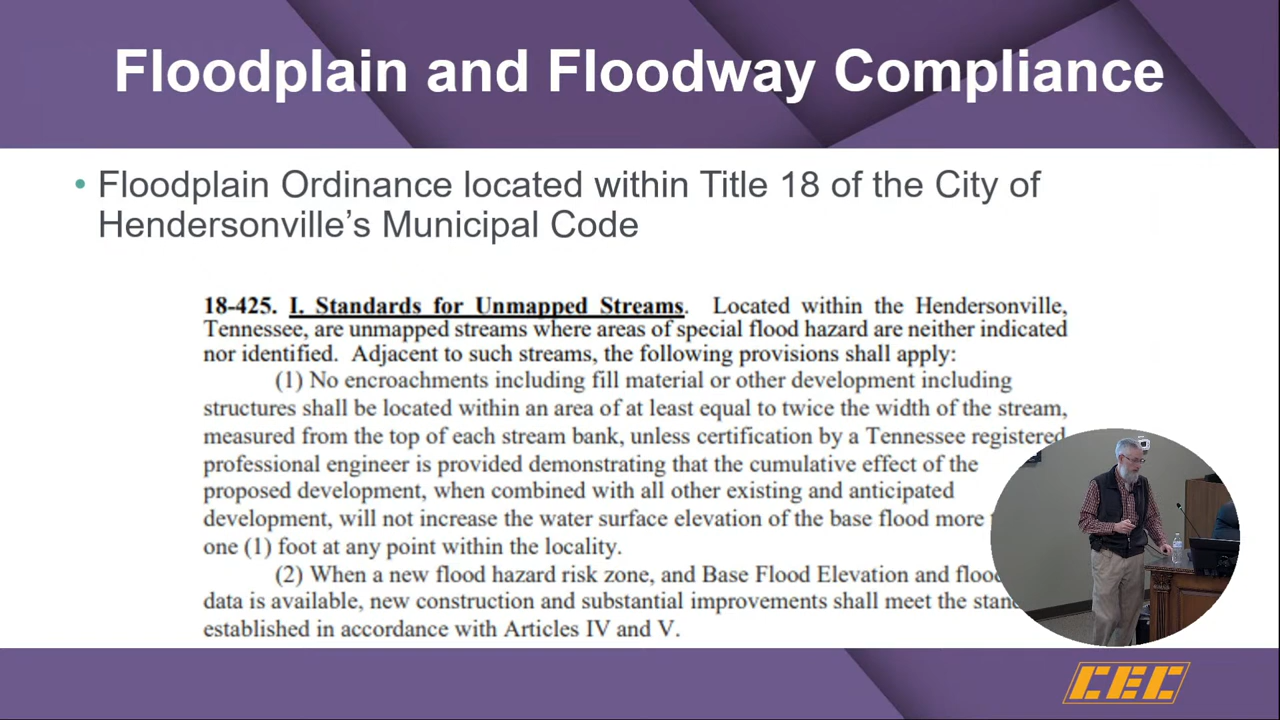 Floodplain and Floodway Compliance
• Floodplain Ordinance located within Title 18 of the City of
Hendersonville’s Municipal Code
18-425. I. Standards for Unmapped Streams. Located within the Hendersonville,
Tennessee, are unmapped streams where areas of special flood hazard are neither indicated
nor identified. Adjacent to such streams, the following provisions shall apply:
(1) No encroachments including fill material or other development including
structures shall be located within an area of at least equal to twice the width of the stream,
measured from the top of each stream bank, unless certification by a Tennessee registered
professional engineer is provided demonstrating that the cumulative effect of the
proposed development, when combined with all other existing and anticipated
development, will not increase the water surface elevation of the base flood more
one (1) foot at any point within the locality.
(2) When a new flood hazard risk zone, and Base Flood Elevation and
data is available, new construction and substantial improvements shall meet the
established in accordance with Articles IV and V.
CEC